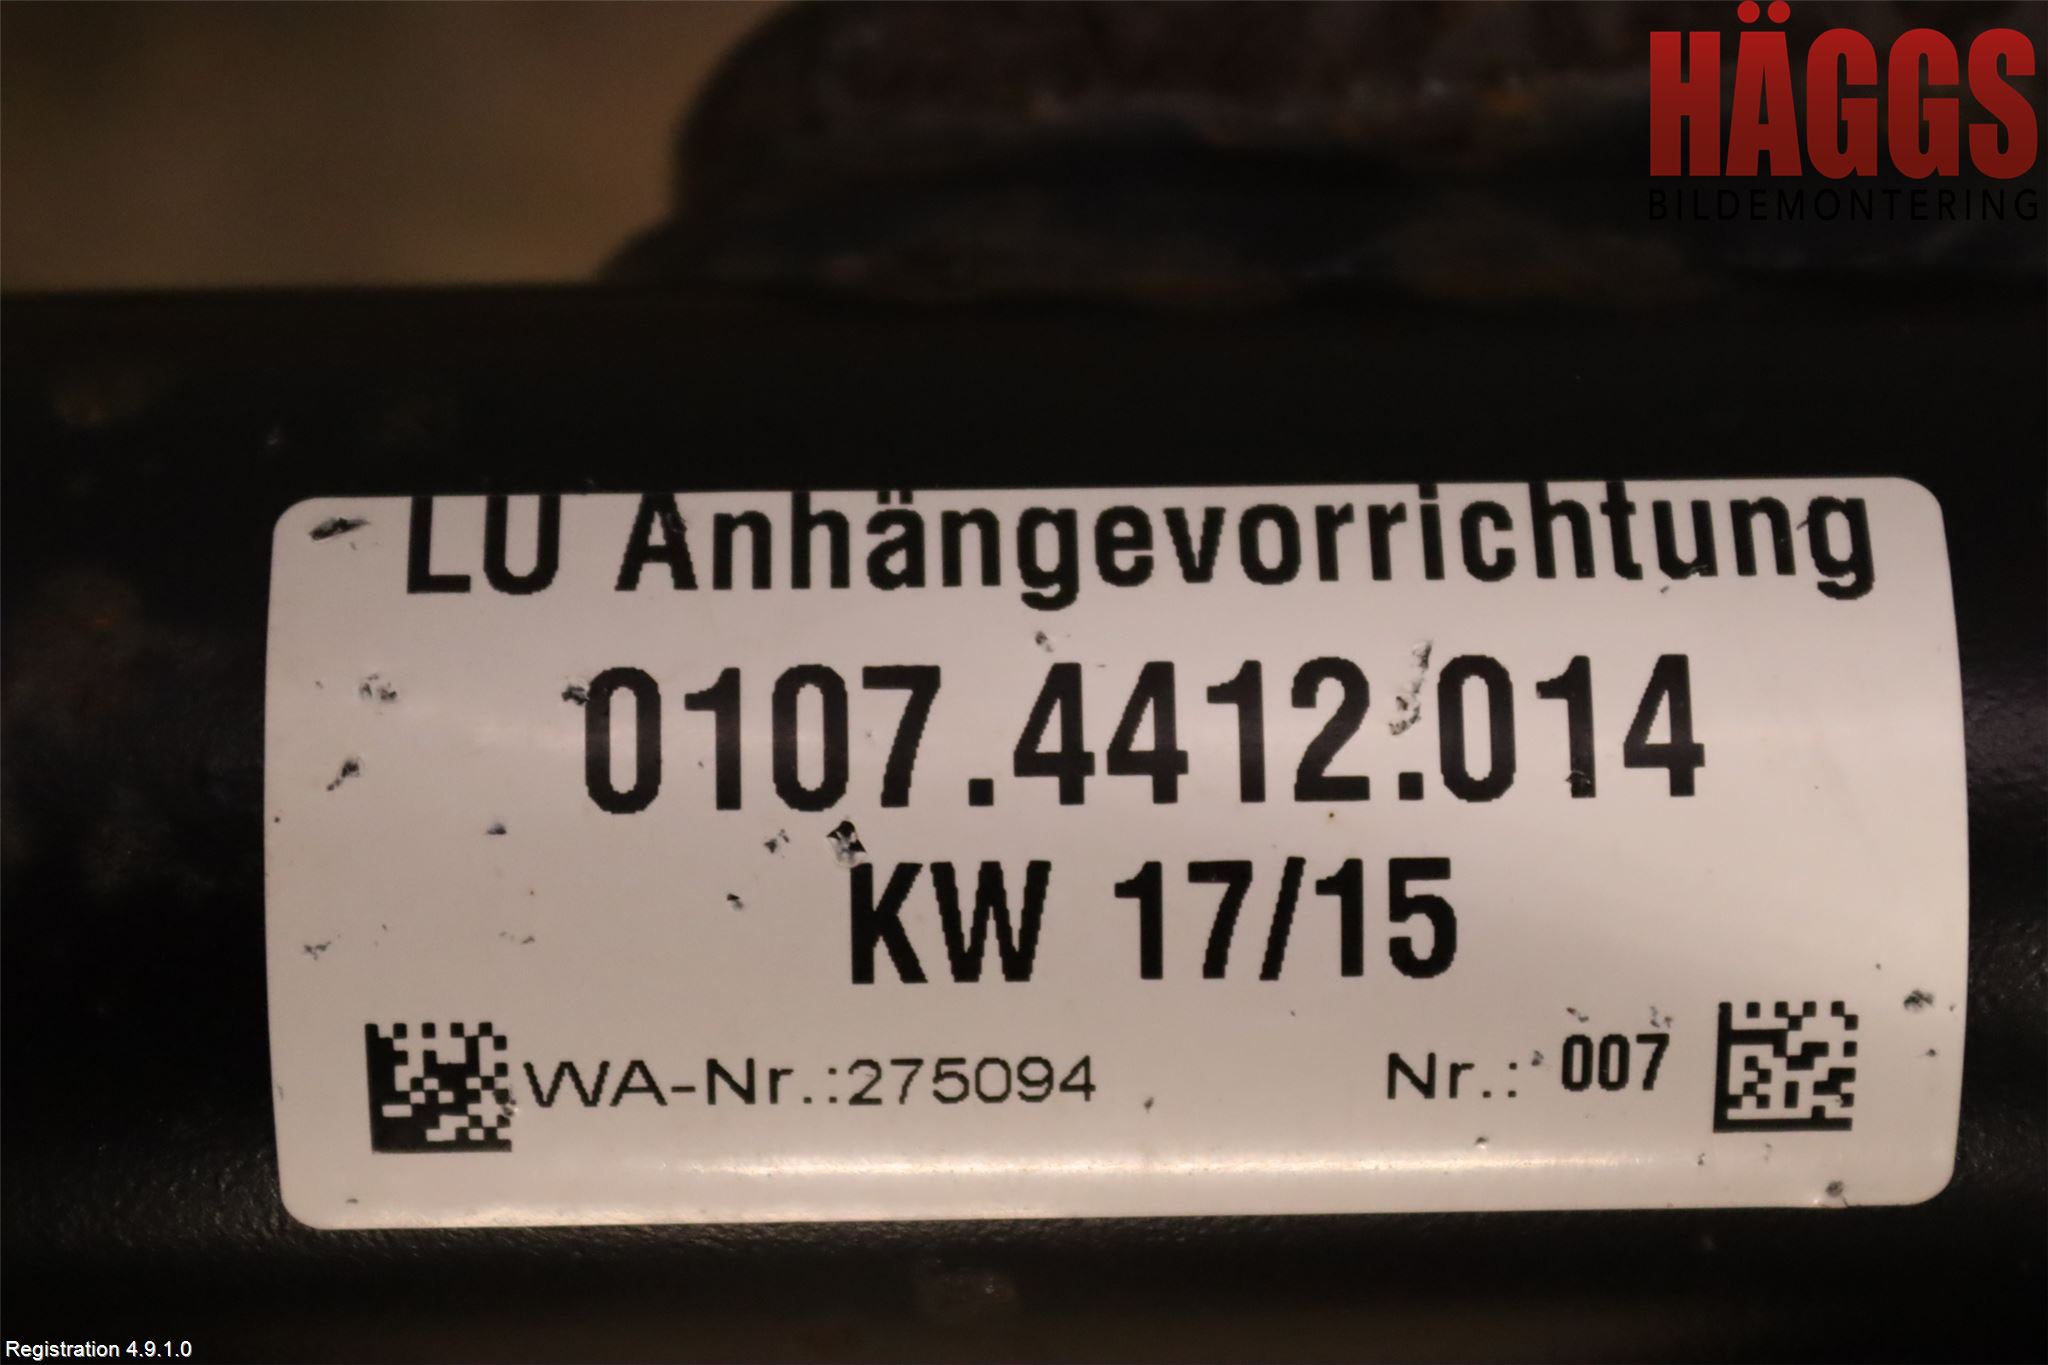 HÄGGS
BILDEMONTERING
LU Anhängevorrichtung
0107.4412.014
KW 17/15
WA-Nr.:275094 Nr.: 007
Registration 4.9.1.0